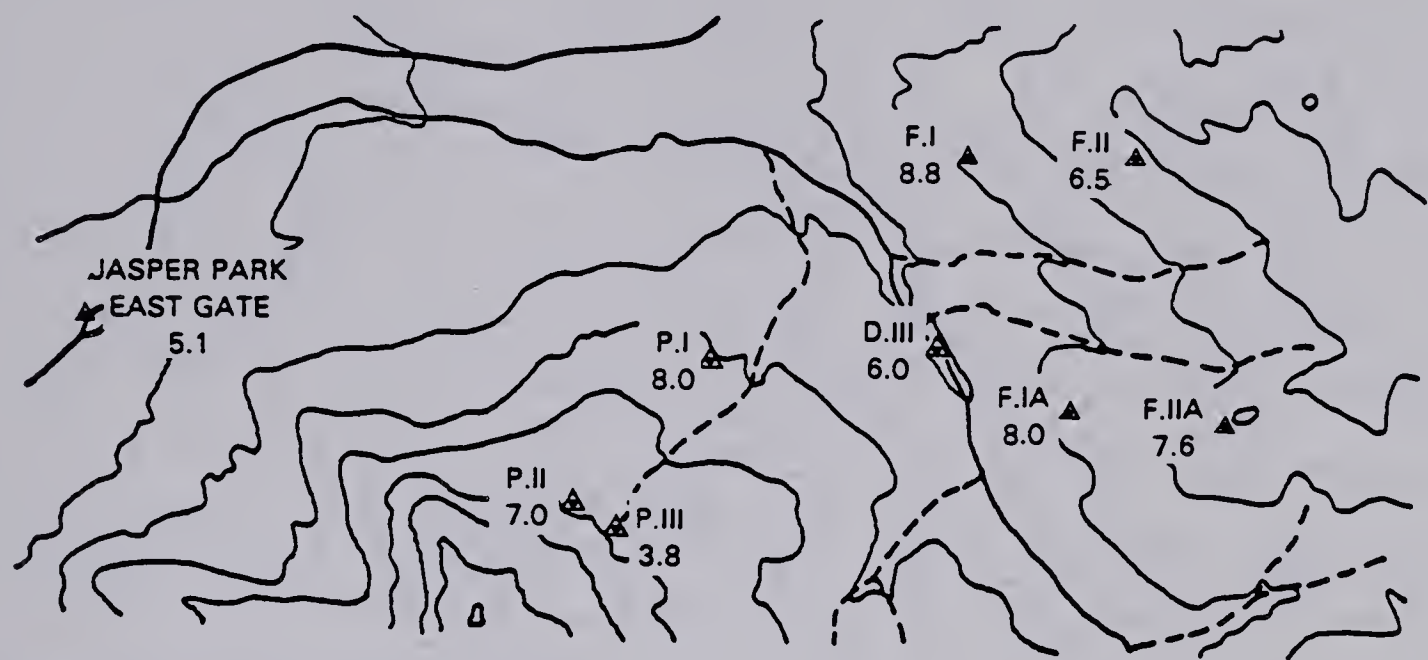 F.I
8.8
F.II
6.5
JASPER PARK
EAST GATE
5.1
P.I
8.0
D.III
6.0
F.IA
8.0
F.IIA
7.6
P.II
7.0
P.III
3.8